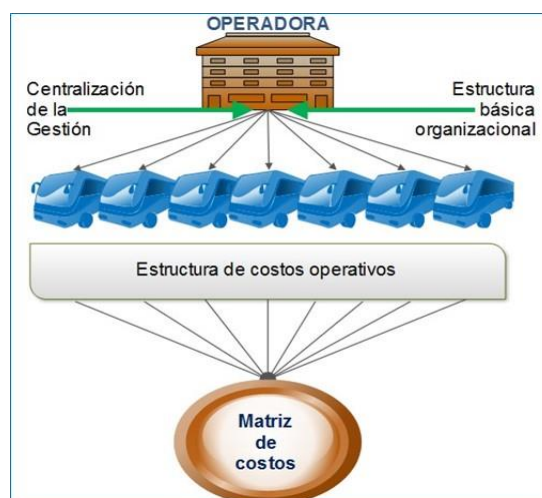 OPERADORA
Centralización
de la
Gestión
Estructura
básica
organizacional
Estructura de costos operativos
Matriz
de
costos